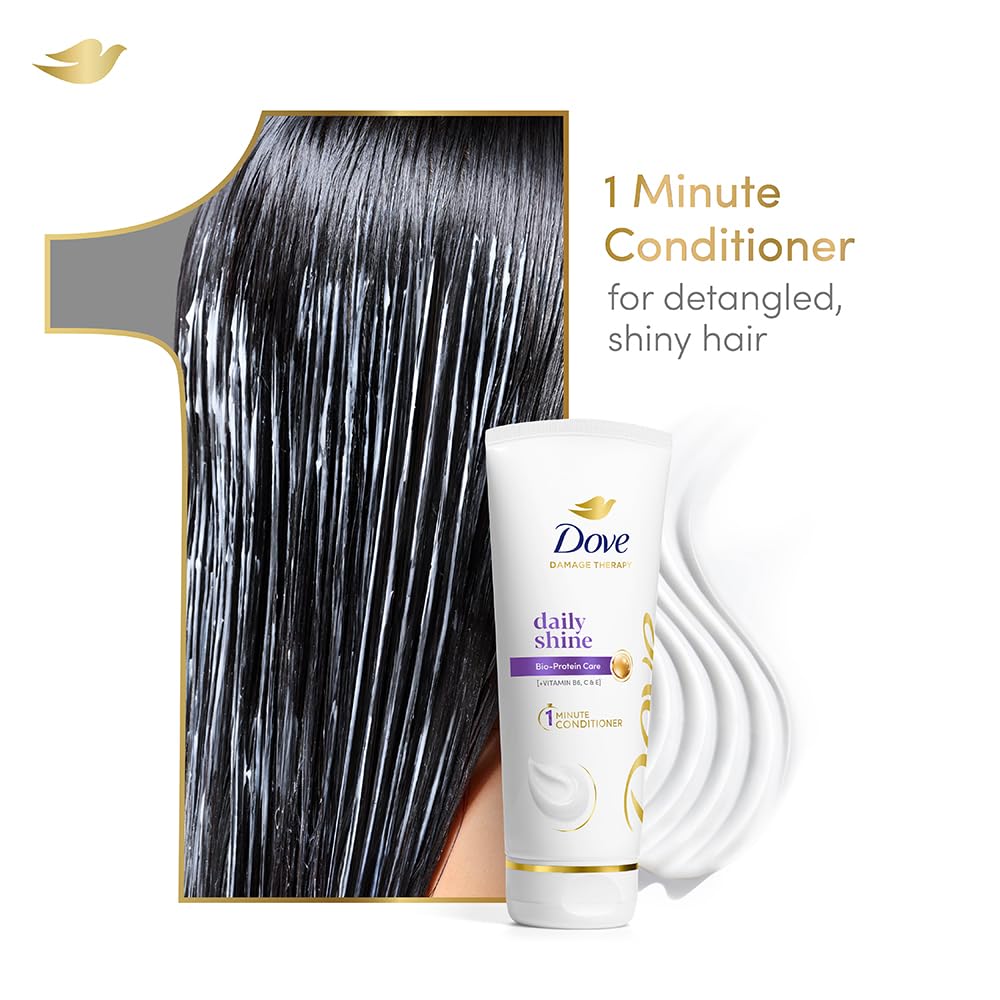 1 Minute
Conditioner
for detangled,
shiny hair
Dove
DAMAGE THERAPY
daily
shine
Bio-Protein Care
[+VITAMIN B6, C & E]
1 MINUTE
CONDITIONER
Dove